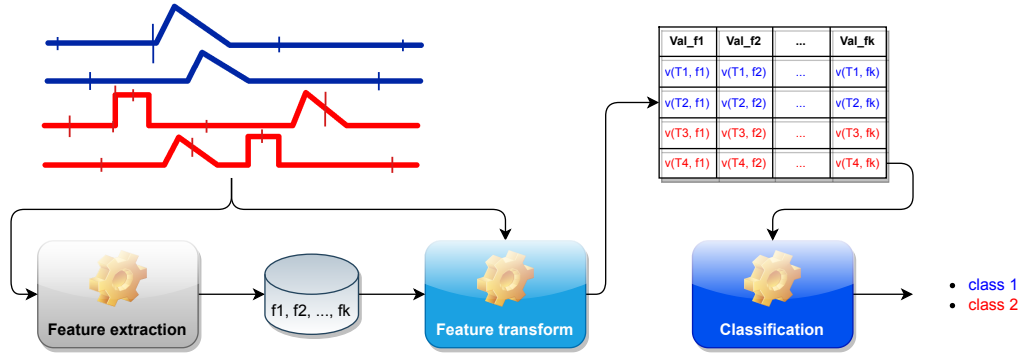 Val_f1 Val_f2 ... Val_fk
v(T1, f1) v(T1, f2) ... v(T1, fk)
v(T2, f1) v(T2, f2) ... v(T2, fk)
v(T3, f1) v(T3, f2) ... v(T3, fk)
v(T4, f1) v(T4, f2) ... v(T4, fk)
Feature extraction
f1, f2, ..., fk
Feature transform
Classification
• class 1
• class 2